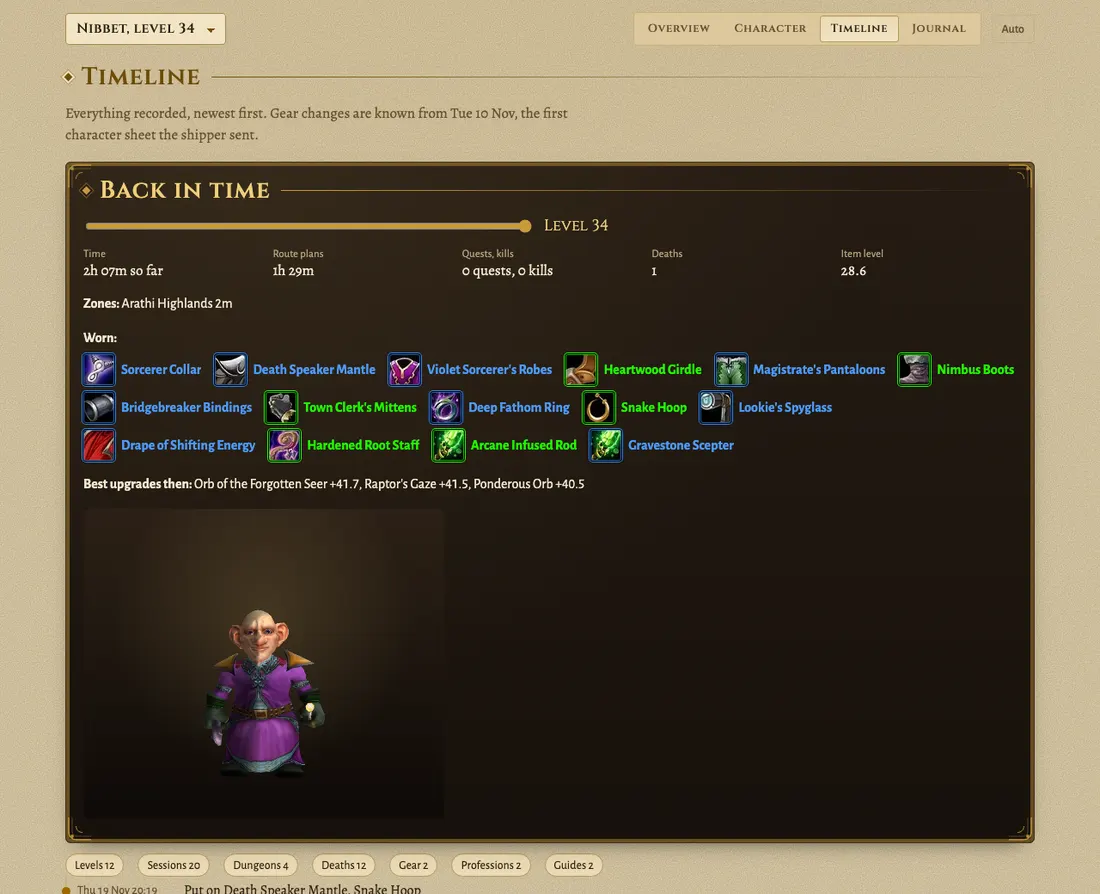 Nibbet, level 34
Overview Character Timeline Journal Auto
Timeline
Everything recorded, newest first. Gear changes are known from Tue 10 Nov, the first
character sheet the shipper sent.
Back in time
Level 34
Time Route plans Quests, kills Deaths Item level
2h 07m so far 1h 29m 0 quests, 0 kills 1 28.6
Zones: Arathi Highlands 2m
Worn:
Sorcerer Collar Death Speaker Mantle Violet Sorcerer's Robes Heartwood Girdle Magistrate's Pantaloons Nimbus Boots
Bridgebreaker Bindings Town Clerk's Mittens Deep Fathom Ring Snake Hoop Lookie's Spyglass
Drape of Shifting Energy Hardened Root Staff Arcane Infused Rod Gravestone Scepter
Best upgrades then: Orb of the Forgotten Seer +41.7, Raptor's Gaze +41.5, Ponderous Orb +40.5
Levels 12 Sessions 20 Dungeons 4 Deaths 12 Gear 2 Professions 2 Guides 2
Thu 19 Nov 20:19 Put on Death Speaker Mantle, Snake Hoop